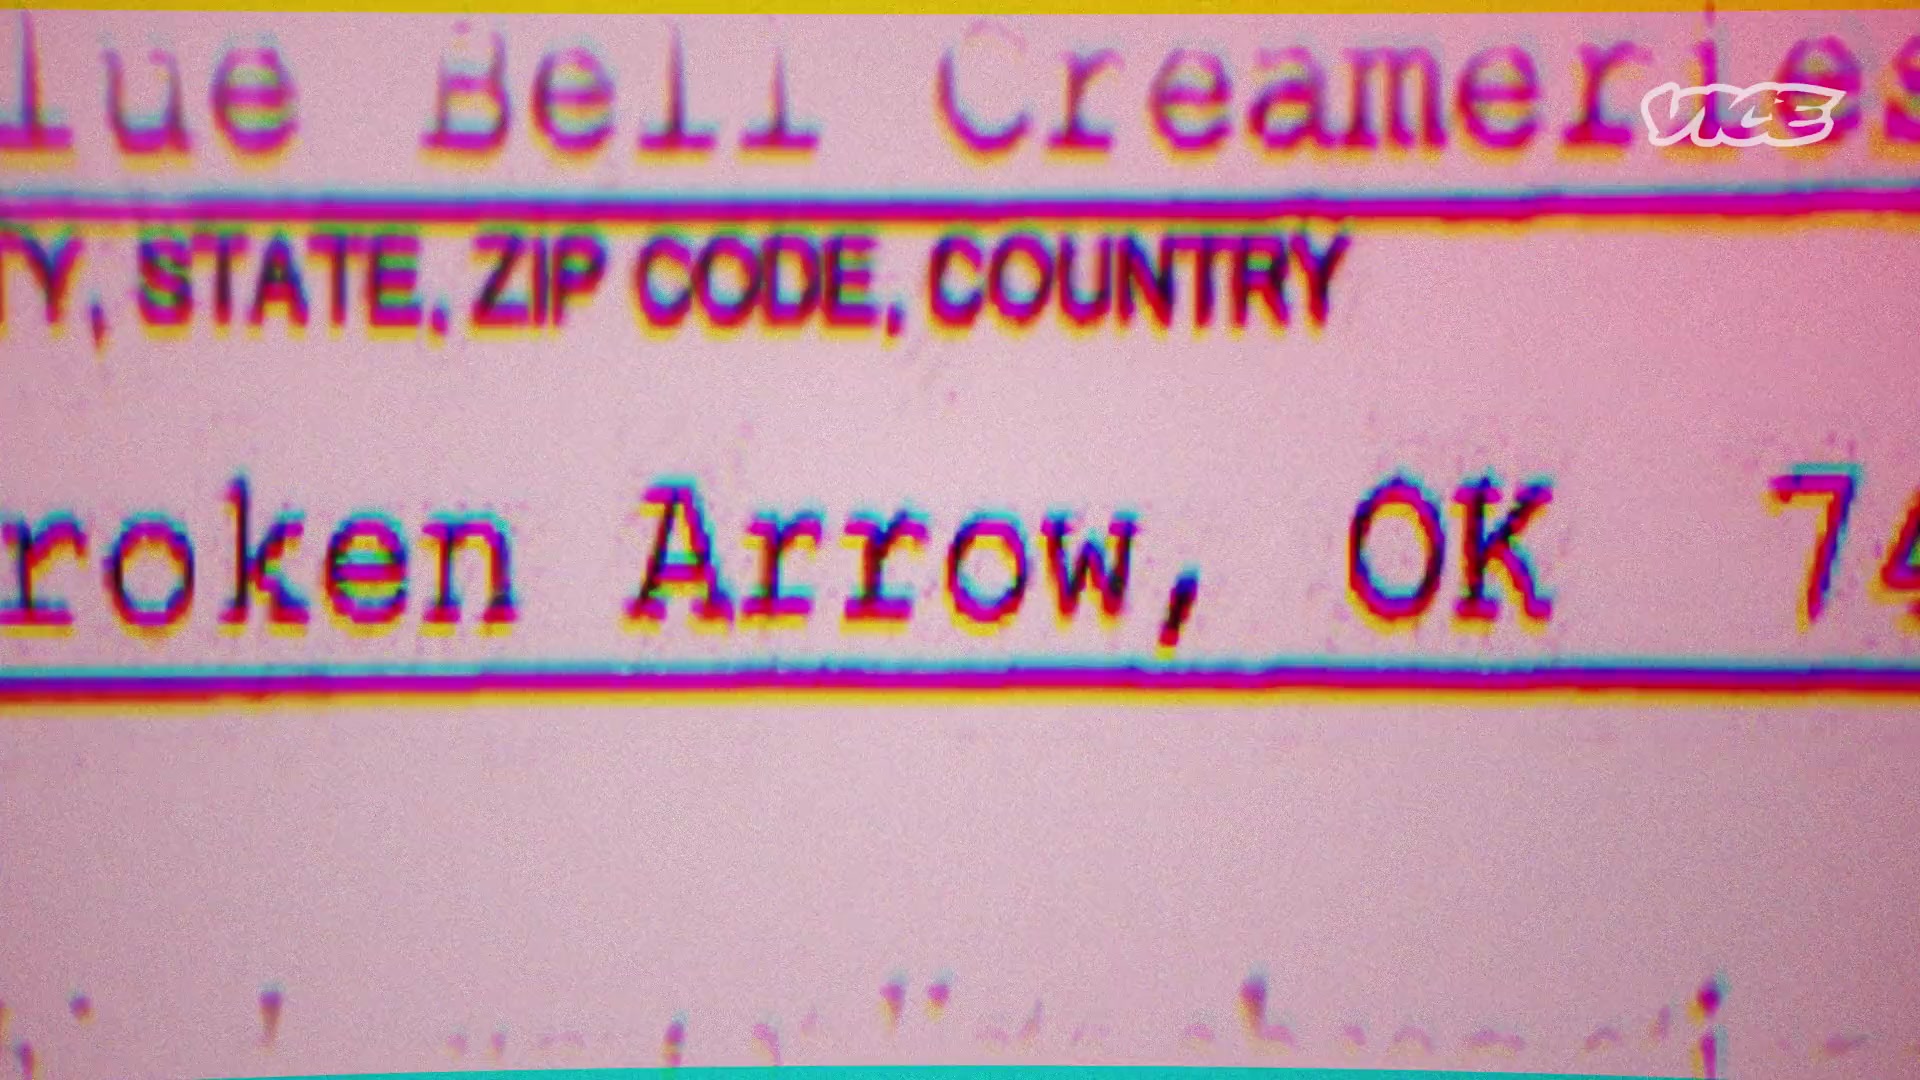 lue Bell Creameries
VICE
TY, STATE, ZIP CODE, COUNTRY
roken Arrow, OK 74